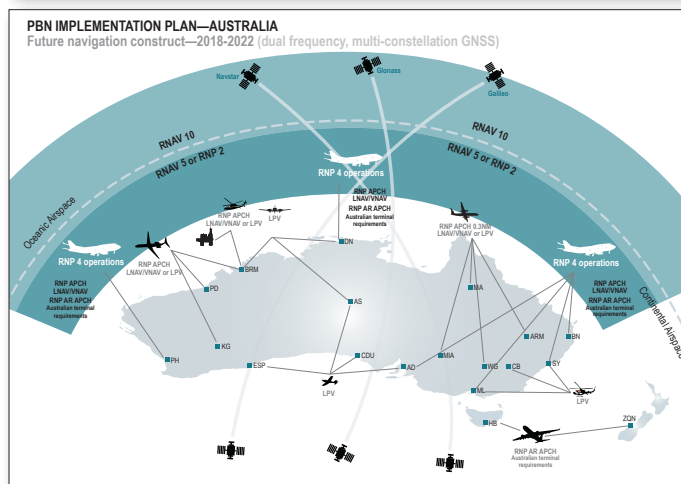 PBN IMPLEMENTATION PLAN—AUSTRALIA
Future navigation construct—2018-2022 (dual frequency, multi-constellation GNSS)
Navstar
Glonass
Galileo
RNAV 10
RNAV 10
RNAV 5 or RNP 2
RNAV 5 or RNP 2
Oceanic Airspace
Continental Airspace
RNP 4 operations
RNP APCH
LNAV/VNAV
RNP AR APCH
Australian terminal
requirements
RNP 4 operations
RNP APCH
LNAV/VNAV
RNP AR APCH
Australian terminal
requirements
RNP 4 operations
RNP APCH
LNAV/VNAV
RNP AR APCH
Australian terminal
requirements
RNP APCH
LNAV/VNAV or LPV
RNP APCH
LNAV/VNAV or LPV
LPV
RNP APCH 0.3NM
LNAV/VNAV or LPV
DN
BRM
PD
AS
MA
KG
PH
ESP
CDU
AD
MIA
WG
CB
ARM
BN
SY
ML
LPV
LPV
HB
ZQN
RNP AR APCH
Australian terminal
requirements